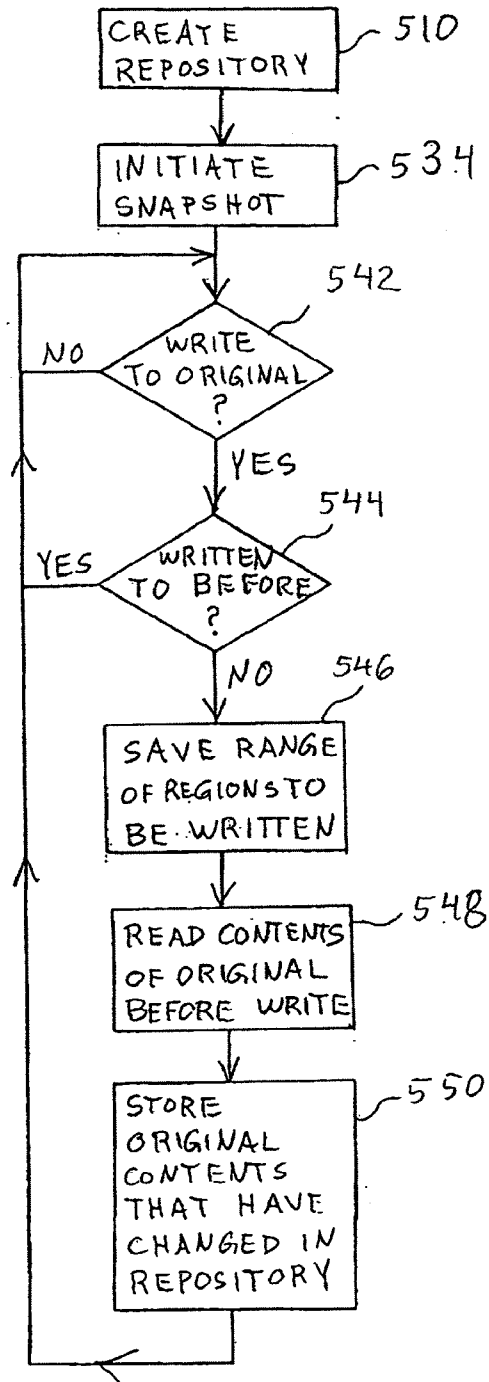 CREATE
REPOSITORY
510
INITIATE
SNAPSHOT
534
542
WRITE
TO ORIGINAL
?
NO
YES
544
WRITTEN
TO BEFORE
?
YES
NO
546
SAVE RANGE
OF REGIONS TO
BE WRITTEN
548
READ CONTENTS
OF ORIGINAL
BEFORE WRITE
550
STORE
ORIGINAL
CONTENTS
THAT HAVE
CHANGED IN
REPOSITORY